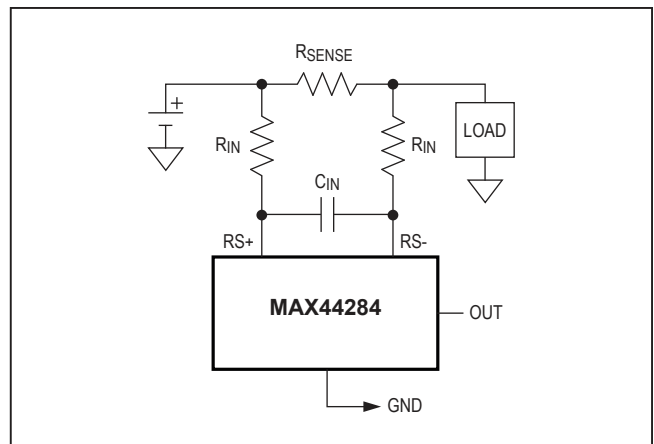 RSENSE
+
RIN
RIN
LOAD
CIN
RS+
RS-
MAX44284
OUT
GND